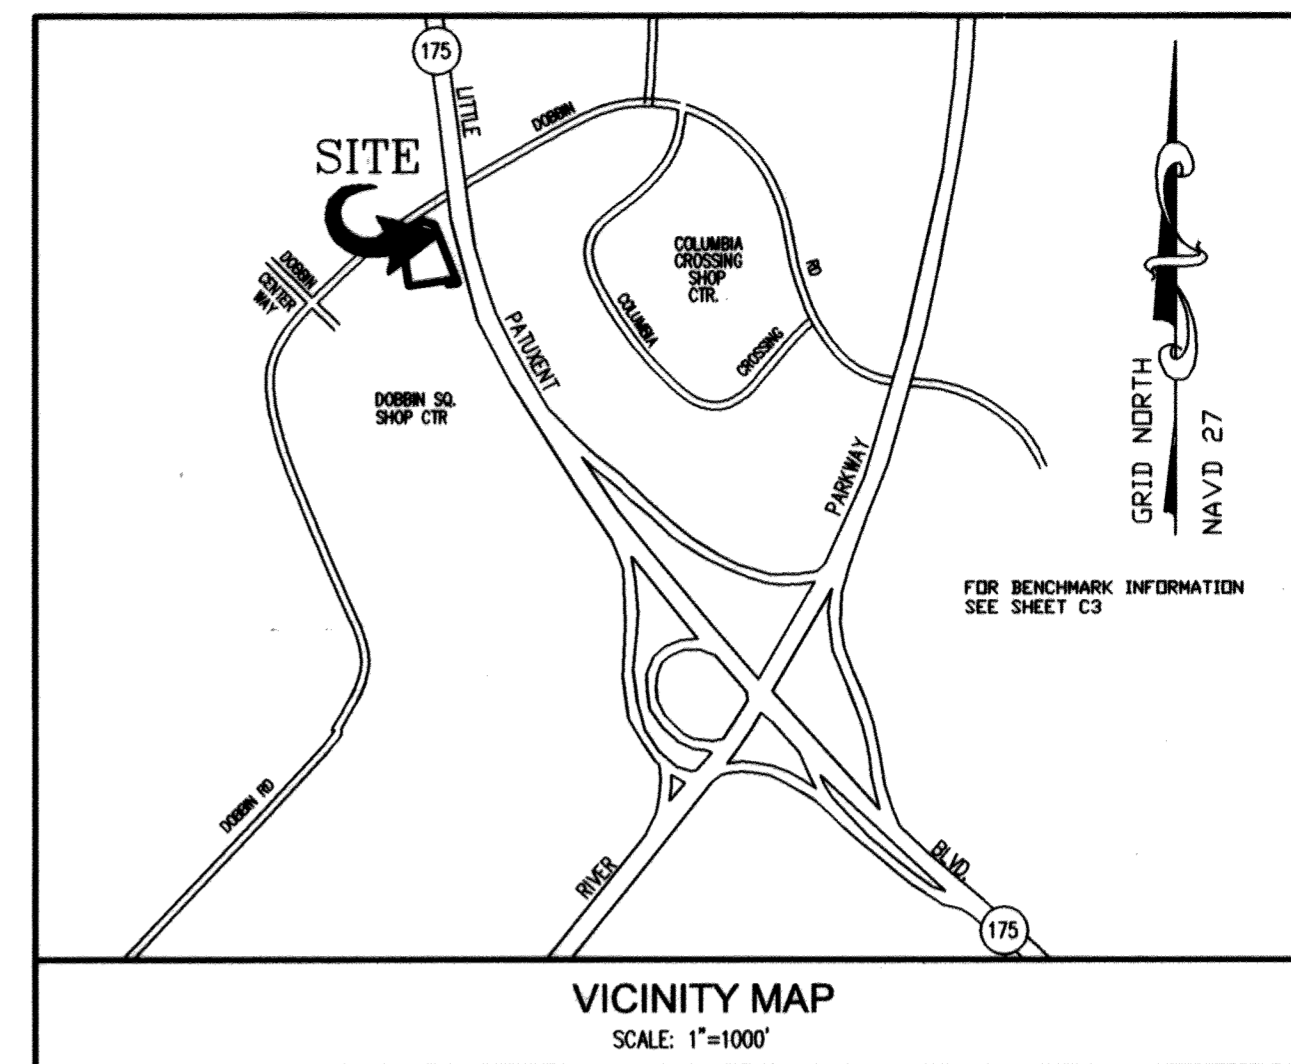 175
LITTLE
DOBBIN
SITE
DOBBIN
CENTER
WAY
COLUMBIA
CROSSING
SHOP
CTR.
RD
COLUMBIA
CROSSING
PATUXENT
DOBBIN SQ.
SHOP CTR
PARKWAY
GRID NORTH
NAVD 27
FOR BENCHMARK INFORMATION
SEE SHEET C3
DOBBIN RD
RIVER
BLVD.
175
VICINITY MAP
SCALE: 1"=1000'